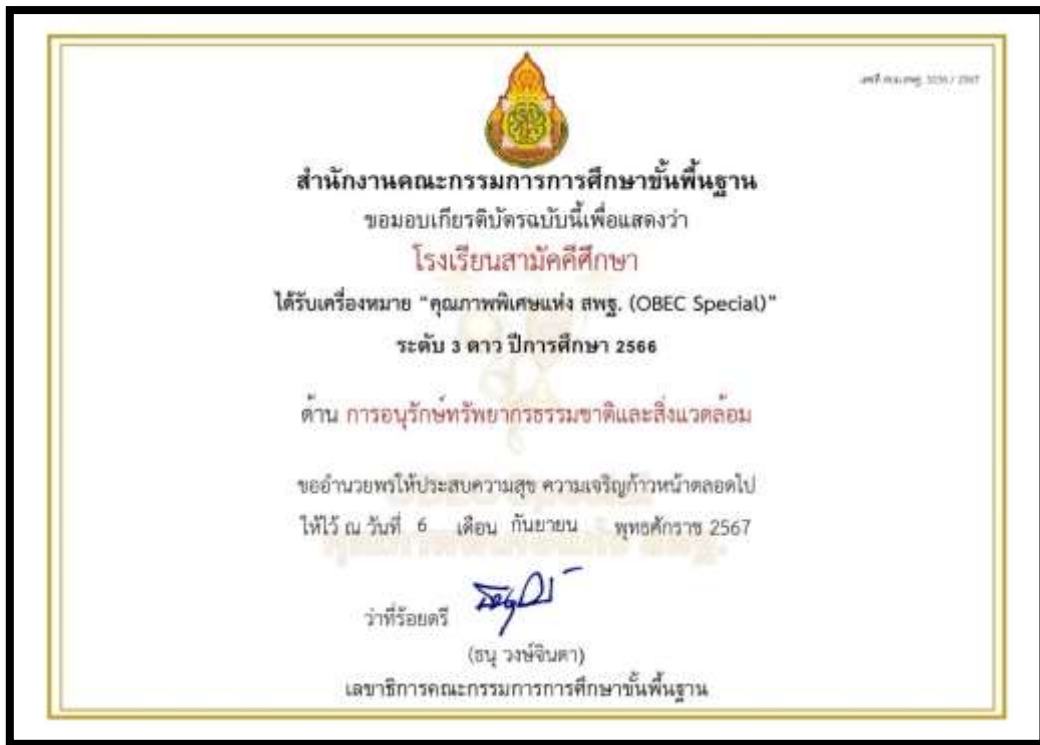 สำนักงานคณะกรรมการการศึกษาขั้นพื้นฐาน
ขอมอบเกียรติบัตรฉบับนี้เพื่อแสดงว่า
โรงเรียนสามัคคีศึกษา
ได้รับเครื่องหมาย “คุณภาพพิเศษแห่ง สพฐ. (OBEC Special)”
ระดับ 3 ดาว ปีการศึกษา 2566
ด้าน การอนุรักษ์ทรัพยากรธรรมชาติและสิ่งแวดล้อม
ขออำนวยพรให้ประสบความสุข ความเจริญก้าวหน้าตลอดไป
ให้ไว้ ณ วันที่ 6 เดือน กันยายน พุทธศักราช 2567
ว่าที่ร้อยตรี
(ธนุ วงษ์จินดา)
เลขาธิการคณะกรรมการการศึกษาขั้นพื้นฐาน